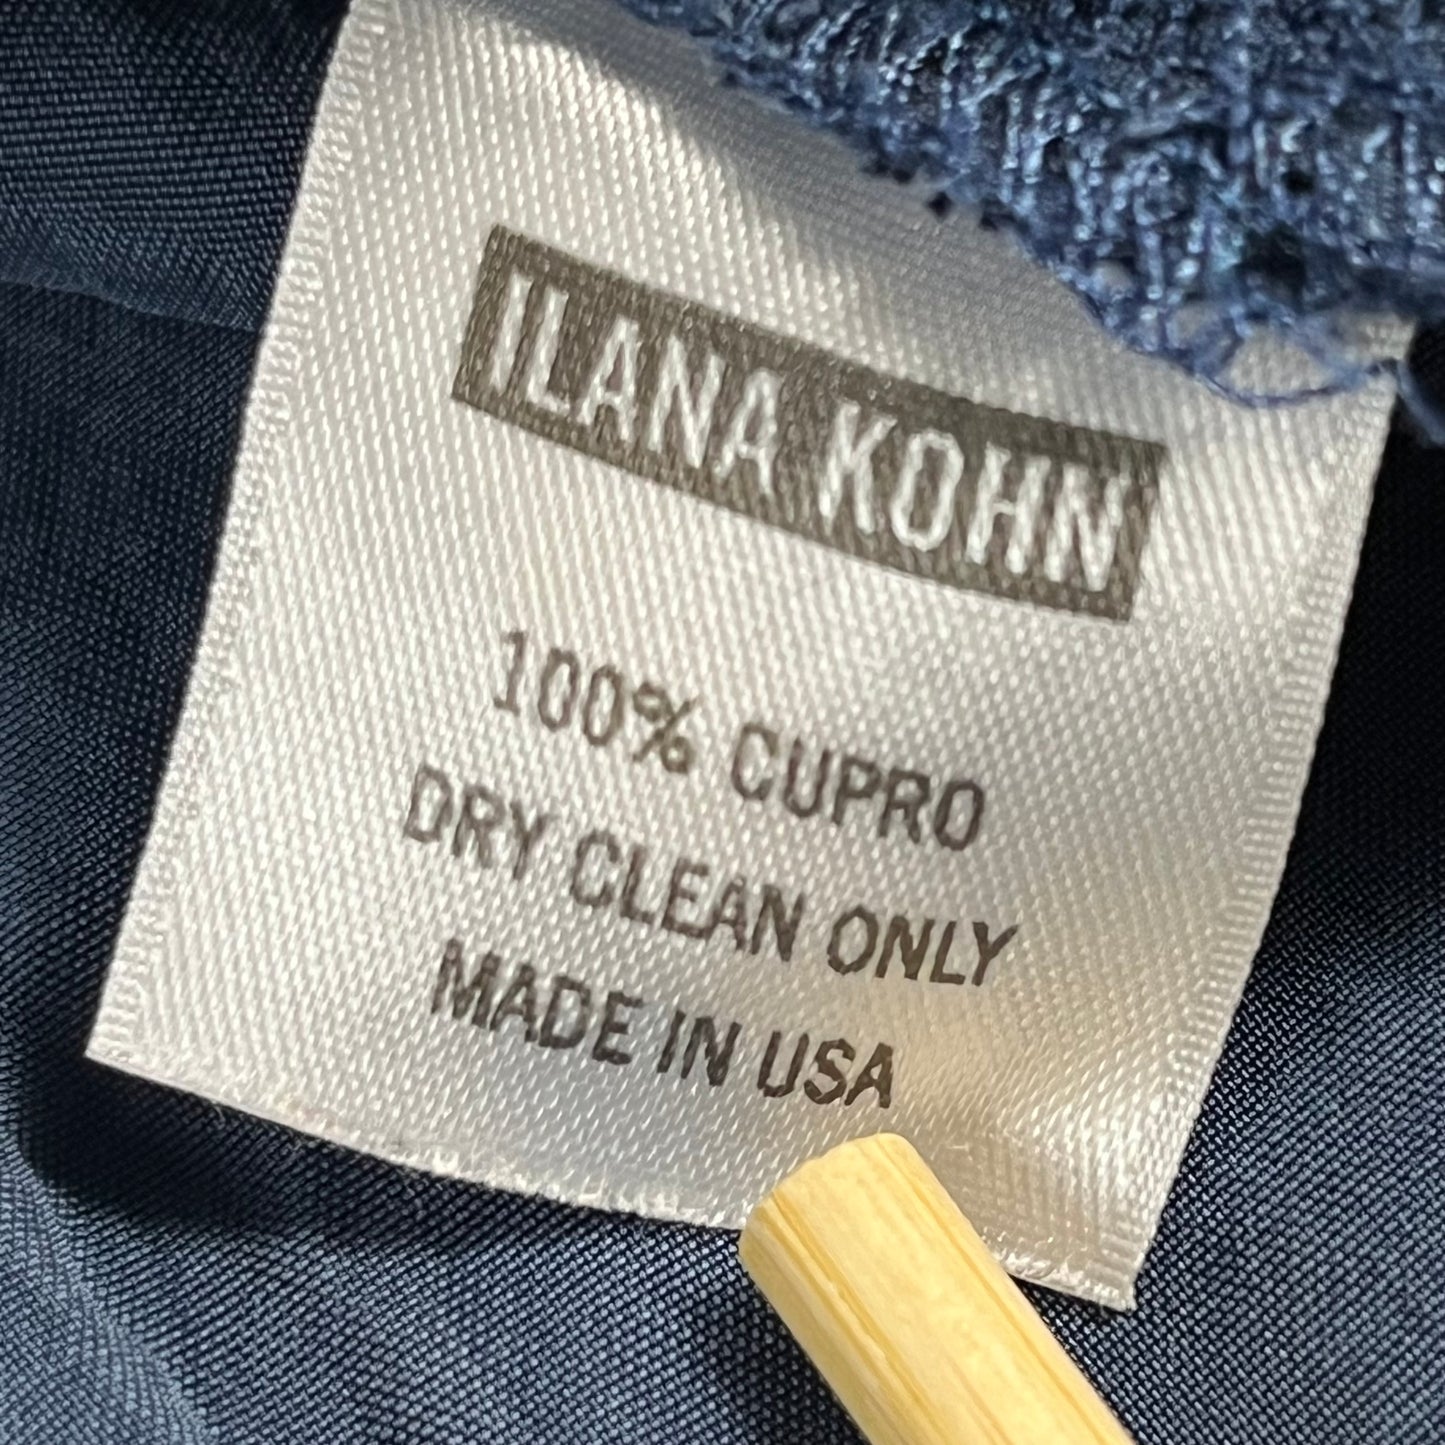 ILANA KOHN
100% CUPRO
DRY CLEAN ONLY
MADE IN USA